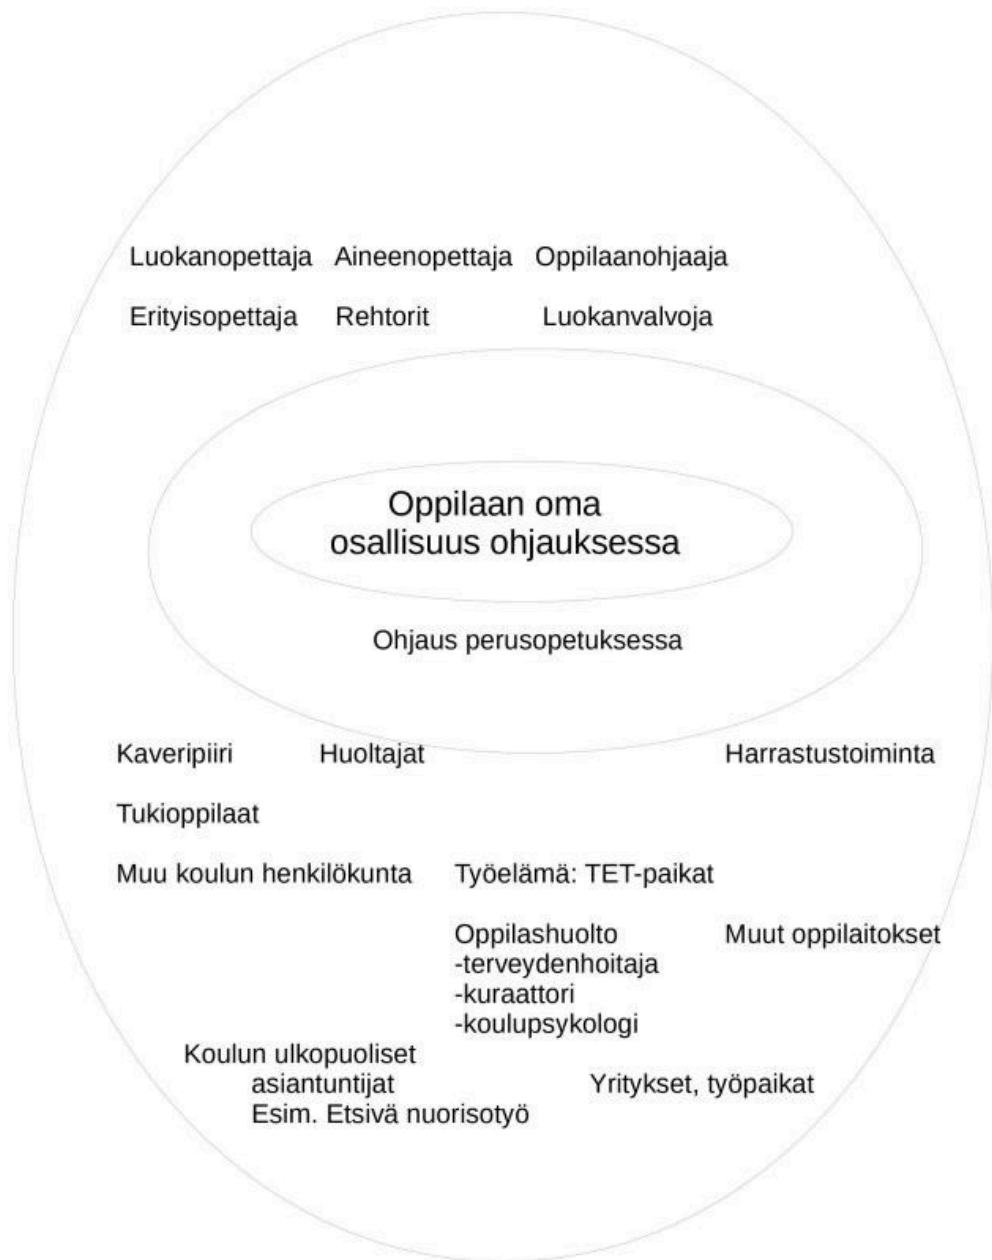 Luokanopettaja Aineenopettaja Oppilaanohjaaja
Erityisopettaja Rehtorit Luokanvalvoja
Oppilaan oma
osallisuus ohjauksessa
Ohjaus perusopetuksessa
Kaveripiiri Huoltajat Harrastustoiminta
Tukioppilaat
Muu koulun henkilökunta Työelämä: TET-paikat
Oppilashuolto Muut oppilaitokset
-terveydenhoitaja
-kuraattori
-koulupsykologi
Koulun ulkopuoliset
asiantuntijat Yritykset, työpaikat
Esim. Etsivä nuorisotyö